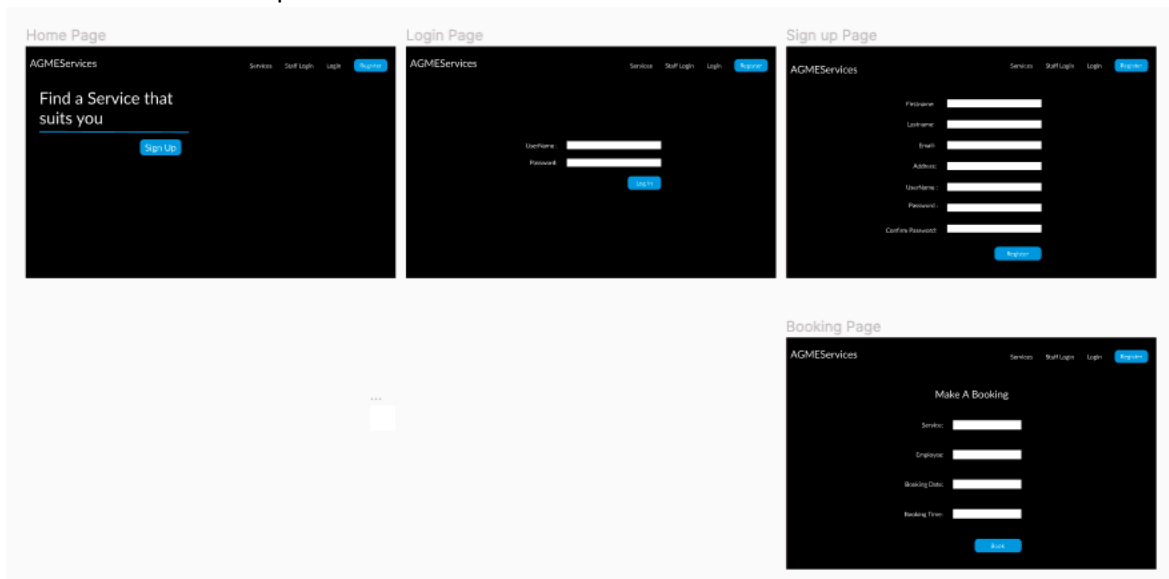 Home Page
AGMEServices
Services Staff Login Login Register
Find a Service that
suits you
Sign Up
Login Page
AGMEServices
Services Staff Login Login Register
UserName :
Password:
Log In
Sign up Page
AGMEServices
Services Staff Login Login Register
Firstname:
Lastname:
Email:
Address:
UserName :
Password :
Confirm Password:
Register
...
Booking Page
AGMEServices
Services Staff Login Login Register
Make A Booking
Service:
Employee:
Booking Date:
Booking Time:
Book